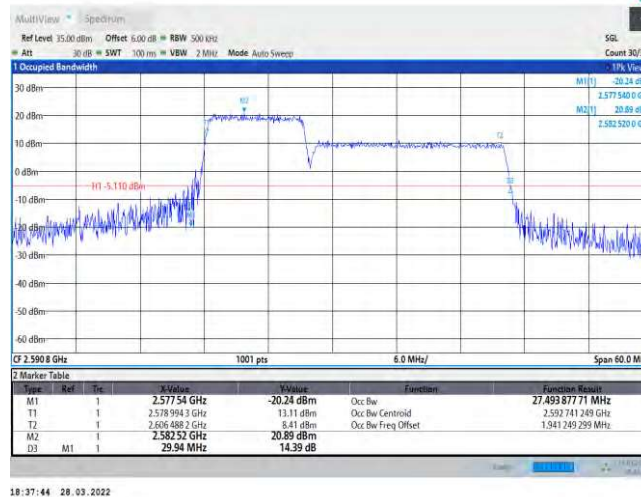 MultiView Spectrum
Ref Level 35.00 dBm Offset 6.00 dB RBW 500 kHz SGL
Att 30 dB SWT 100 ms VBW 2 MHz Mode Auto Sweep Count 30/3
1 Occupied Bandwidth 1Pk View
M1[1] -20.24 d
30 dBm 2.577 540 0 G
M2[1] 20.89 d
M2
20 dBm 2.582 520 0 G
T2
10 dBm
0 dBm
H1 -5.110 dBm
-10 dBm
-20 dBm
-30 dBm
-40 dBm
-50 dBm
-60 dBm
CF 2.590 8 GHz 1001 pts 6.0 MHz/ Span 60.0 M
2 Marker Table
Type Ref Trc X-Value Y-Value Function Function Result
M1 1 2.577 54 GHz -20.24 dBm Occ Bw 27.493 877 71 MHz
T1 1 2.578 994 3 GHz 13.11 dBm Occ Bw Centroid 2.592 741 249 GHz
T2 1 2.606 488 2 GHz 8.41 dBm Occ Bw Freq Offset 1.941 249 299 MHz
M2 1 2.582 52 GHz 20.89 dBm
D3 M1 1 29.94 MHz 14.39 dB
18:37:44 28.03.2022